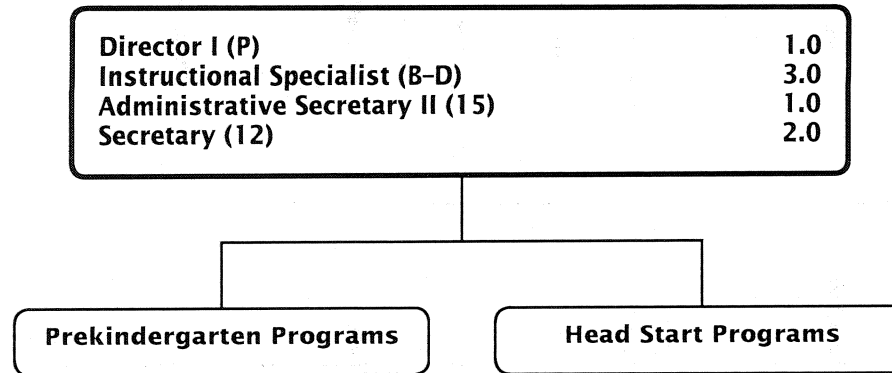 Director I (P) 1.0
Instructional Specialist (B–D) 3.0
Administrative Secretary II (15) 1.0
Secretary (12) 2.0
Prekindergarten Programs
Head Start Programs